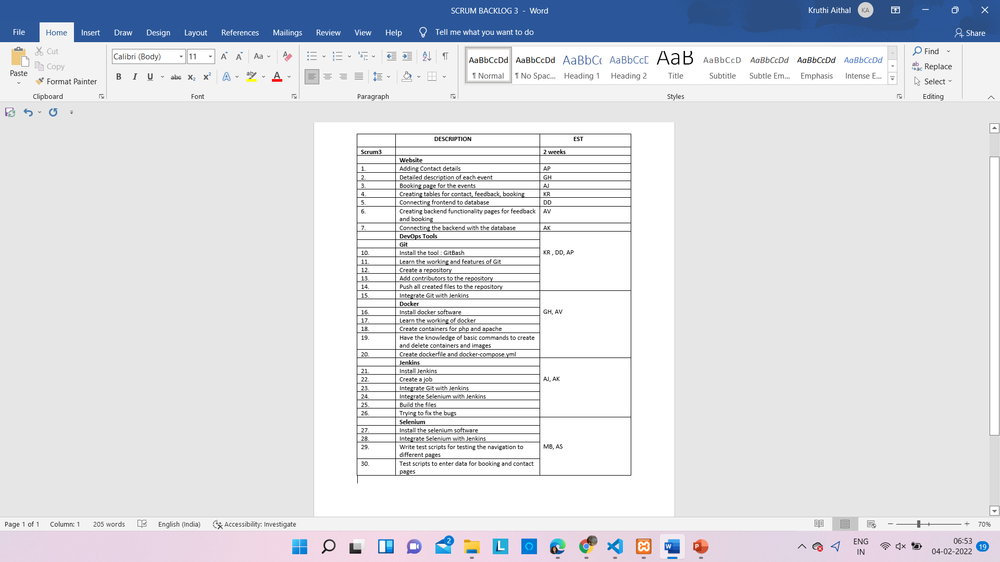 SCRUM BACKLOG 3 - Word
Kruthi Aithal KA
File Home Insert Draw Design Layout References Mailings Review View Help Tell me what you want to do Share
Paste
Cut
Copy
Format Painter
Clipboard
Calibri (Body) 11
Font
Paragraph
AaBbCcDd ¶ Normal
AaBbCcDd ¶ No Spac...
AaBbCc Heading 1
AaBbCcD Heading 2
AaB Title
AaBbCcD Subtitle
AaBbCcDd Subtle Em...
AaBbCcDd Emphasis
AaBbCcDd Intense E...
Styles
Find
Replace
Select
Editing
DESCRIPTION EST
Scrum3 2 weeks
Website
1. Adding Contact details AP
2. Detailed description of each event GH
3. Booking page for the events AJ
4. Creating tables for contact, feedback, booking KR
5. Connecting frontend to database DD
6. Creating backend functionality pages for feedback AV
and booking
7. Connecting the backend with the database AK
DevOps Tools
Git
10. Install the tool : GitBash KR , DD, AP
11. Learn the working and features of Git
12. Create a repository
13. Add contributors to the repository
14. Push all created files to the repository
15. Integrate Git with Jenkins
Docker
16. Install docker software GH, AV
17. Learn the working of docker
18. Create containers for php and apache
19. Have the knowledge of basic commands to create
and delete containers and images
20. Create dockerfile and docker-compose.yml
Jenkins
21. Install Jenkins
22. Create a job AJ, AK
23. Integrate Git with Jenkins
24. Integrate Selenium with Jenkins
25. Build the files
26. Trying to fix the bugs
Selenium
27. Install the selenium software
28. Integrate Selenium with Jenkins
29. Write test scripts for testing the navigation to MB, AS
different pages
30. Test scripts to enter data for booking and contact
pages
Page 1 of 1 Column: 1 205 words English (India) Accessibility: Investigate 70%
2
ENG
IN
06:53
04-02-2022
19